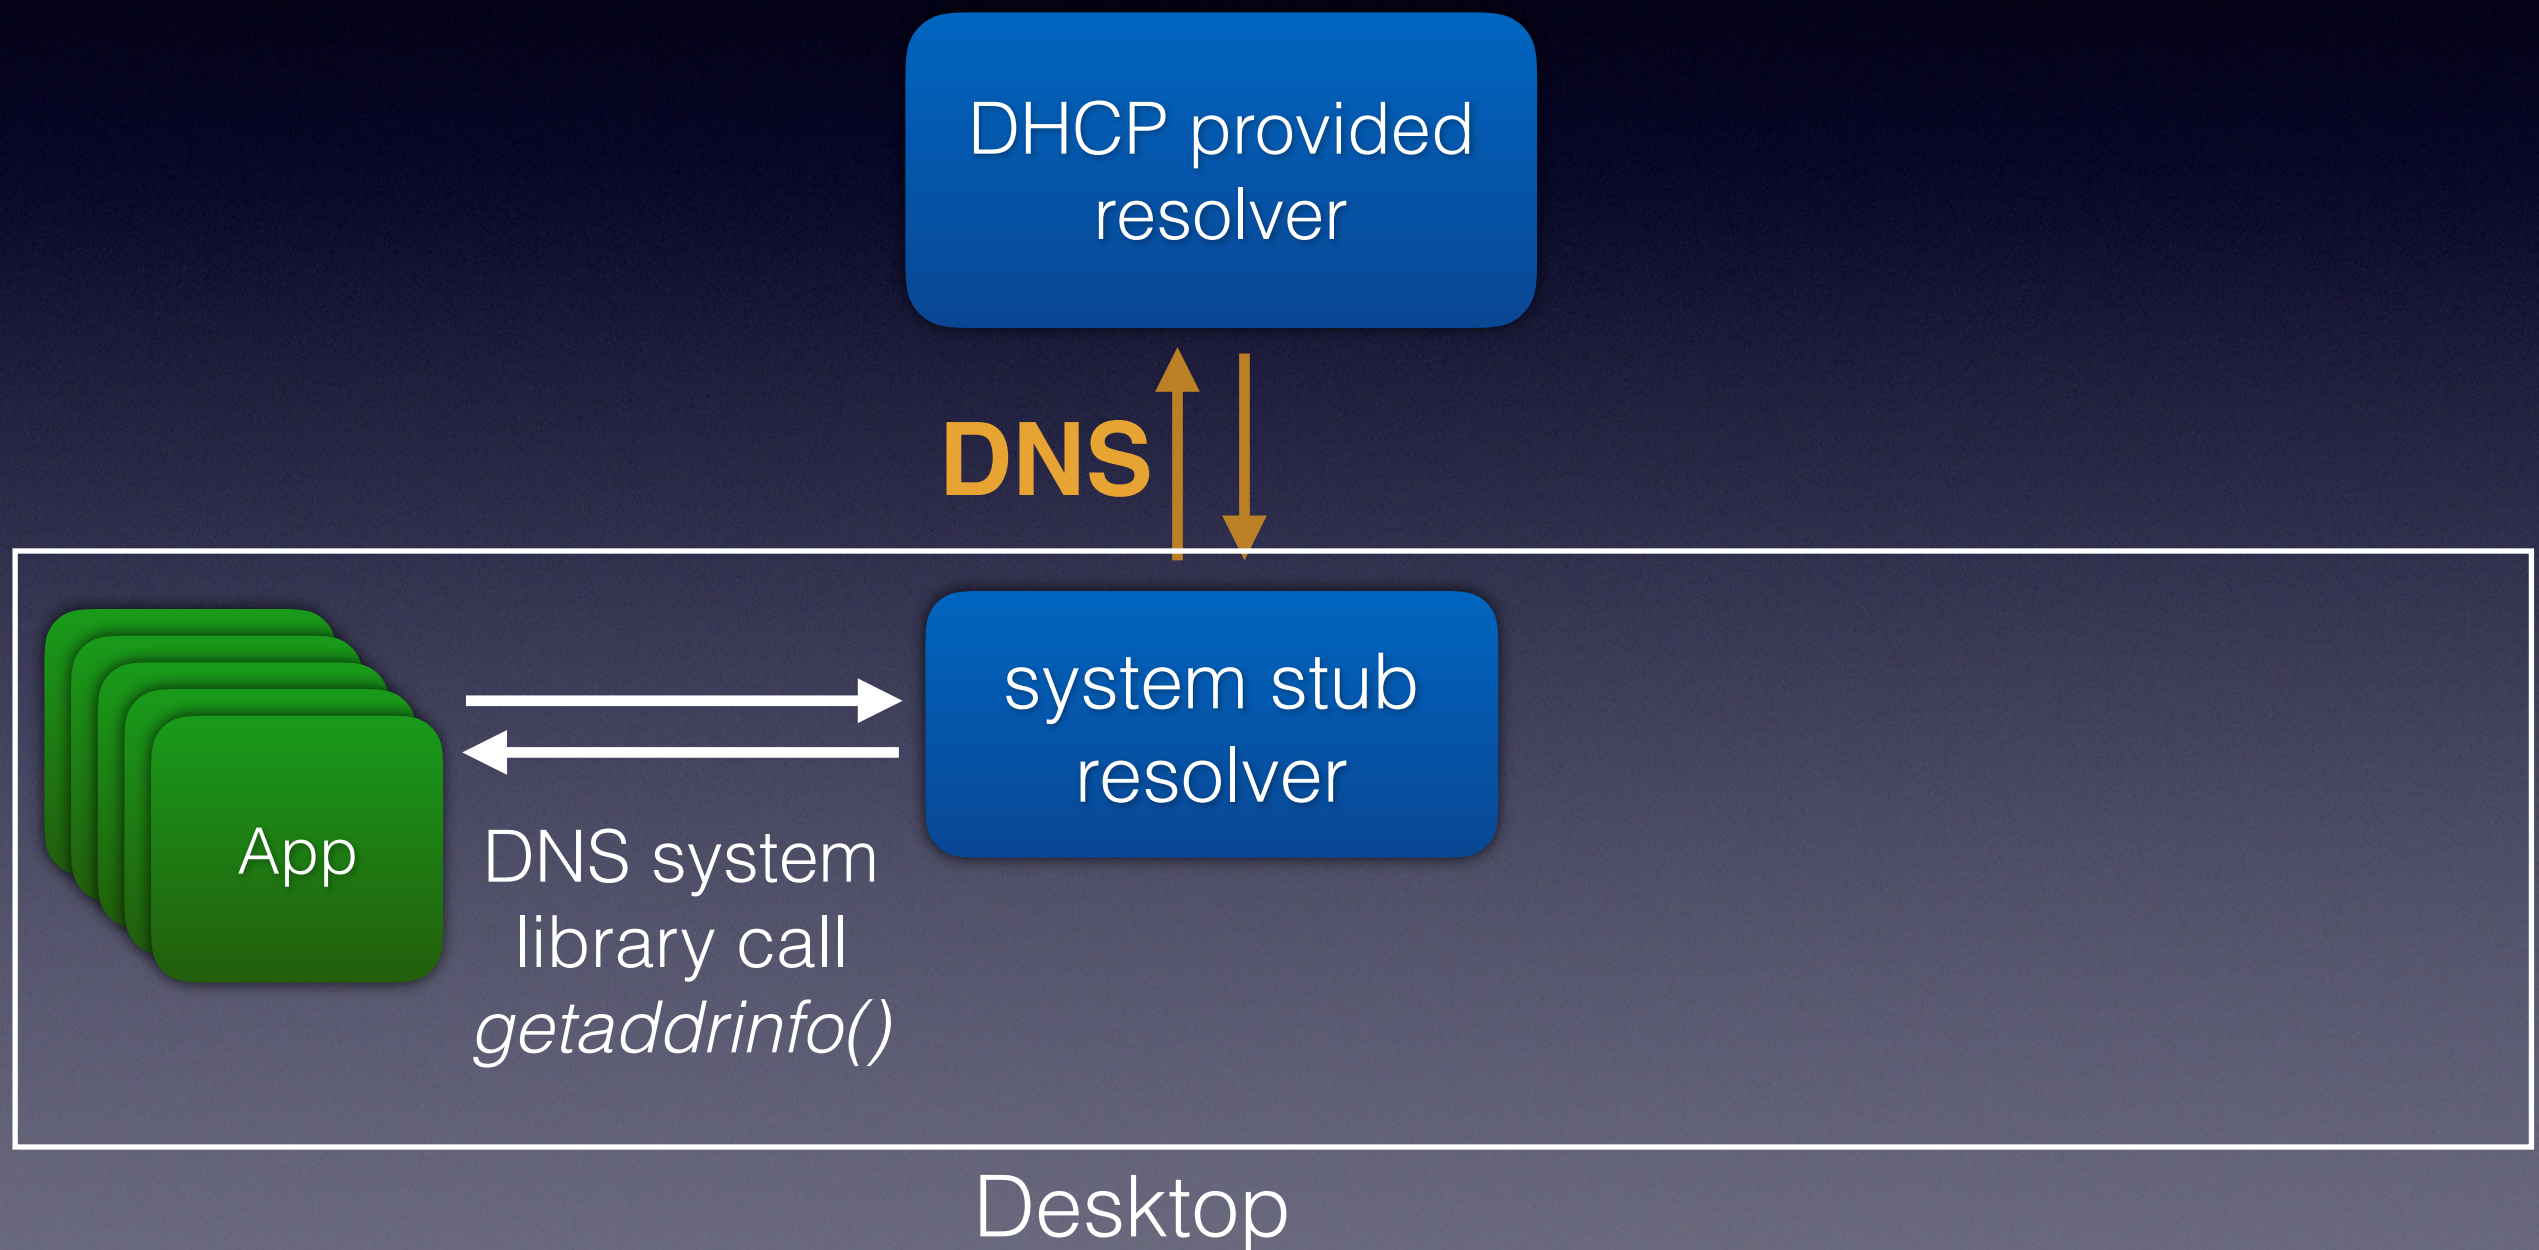 DHCP provided
resolver
DNS
system stub
resolver
App
DNS system
library call
getaddrinfo()
Desktop